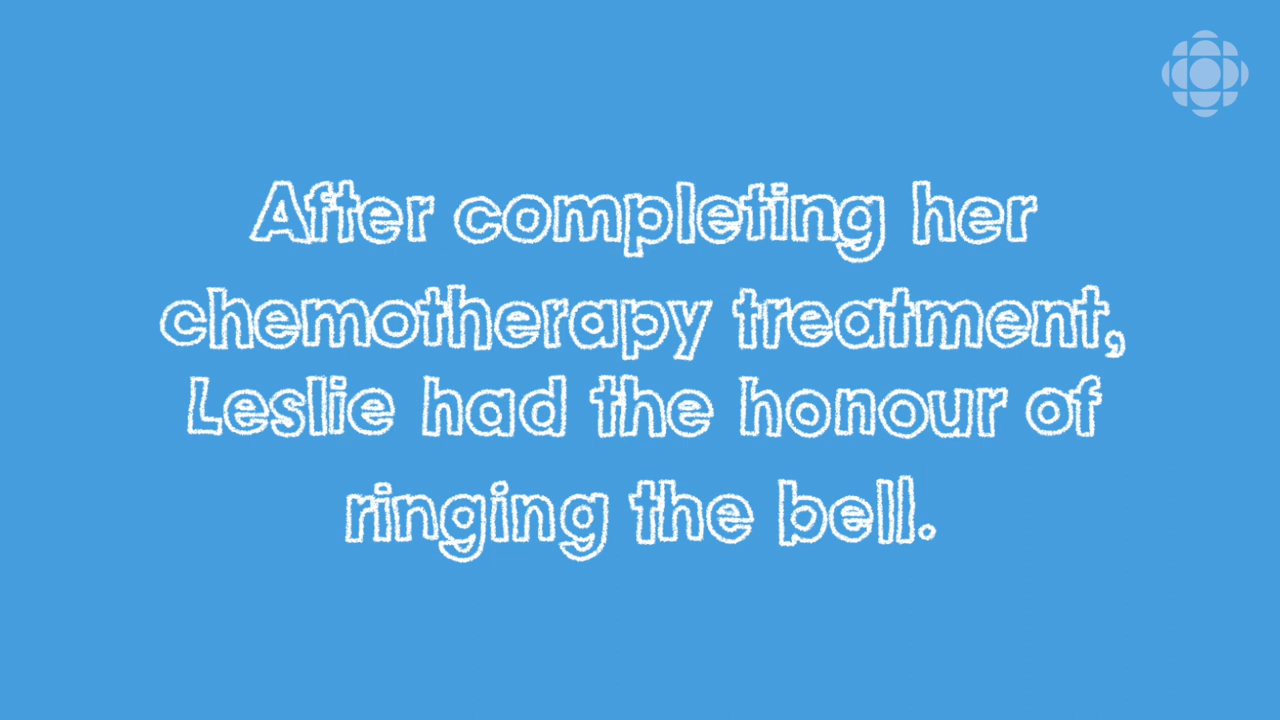 After completing her
chemotherapy treatment,
Leslie had the honour of
ringing the bell.